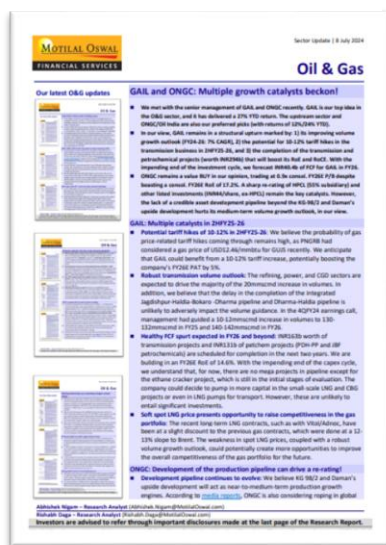 MOTILAL OSWAL
FINANCIAL SERVICES
Sector Update | 8 July 2024
Oil & Gas
Our latest O&G updates
GAIL and ONGC: Multiple growth catalysts beckon!
We met with the senior management of GAIL and ONGC recently. GAIL is our top idea in
the O&G sector, and it has delivered a 37% YTD return. The upstream sector and
ONGC/Oil India are also our preferred picks (with returns of
In our view, GAIL remains in a structural upturn marked by: 1) its improving volume
growth outlook (FY24-26: 7% CAGR), 2) the potential for 10-12% tariff hikes in the
transmission business in 2HFY25-26, and 3) the completion of the transmission and
petrochemical projects (worth
) that will boost its RoE and RoCE. With the
impending end of the investment cycle, we forecast
of FCF for GAIL in FY26.
ONGC remains a value BUY in our opinion, trading at
FY26E P/B despite
boasting a consol. FY26E RoE of 17.2%. A sharp re-rating of HPCL (55% subsidiary) and
other listed investments
remain the key catalysts. However,
the lack of a credible asset development pipeline beyond the KG 98/2 and Daman's
upside development hurts its medium-term volume growth outlook, in our view.
GAIL: Multiple catalysts in 2HFY25-26
Potential tariff hikes of 10-12% in 2HFY25-26: We believe the probability of gas
price-related tariff hikes coming through remains high, as PNGRB had
considered a gas price of
for GUJS recently. We anticipate
that GAIL could benefit from a 10-12% tariff increase, potentially boosting the
company's FY26E PAT by 5%.
Robust transmission volume outlook: The refining, power, and CGD sectors are
expected to drive the majority of the 20mmscmd increase in volumes. In
addition, we believe that the delay in the completion of the integrated
Jagdishpur-Haldia-Bokaro -Dhamra pipeline and Dhamra-Haldia pipeline is
unlikely to adversely impact the volume guidance. In the 4QFY24 earnings call,
management had guided a 10-12mmscmd increase in volumes to 130-
132mmscmd in FY25 and 140-142mmscmd in FY26.
Healthy FCF spurt expected in FY26 and beyond:
worth of
transmission projects and
of petchem projects (PDH-PP and JBF
petrochemicals) are scheduled for completion in the next two years. We are
building in an FY26E RoE of 14.6%. With the impending end of the capex cycle,
we understand that, for now, there are no mega projects in pipeline except for
the ethane cracker project, which is still in the initial stages of evaluation. The
company could decide to pump in more capital in the small-scale LNG and CBG
projects or even in LNG pumps for transport. However, these are unlikely to
entail significant investments.
Soft spot LNG price presents opportunity to raise competitiveness in the gas
portfolio: The recent long-term LNG contracts, such as with Vitol/Adnoc, have
been at a slight discount to the previous gas contracts, which were done at a 12-
13% slope to Brent. The weakness in spot LNG prices, coupled with a robust
volume growth outlook, could potentially create more opportunities to improve
the overall competitiveness of the gas portfolio for the future.
ONGC: Development of the production pipeline can drive a re-rating!
Development pipeline continues to evolve: We believe KG 98/2 and Daman's
upside development will act as near-to-medium-term production growth
engines. According to media reports, ONGC is also considering roping in global
Abhishek Nigam – Research Analyst (Abhishek.Nigam@MotilalOswal.com)
Rishabh Daga – Research Analyst (Rishabh.Daga@MotilalOswal.com)
Investors are advised to refer through important disclosures made at the last page of the Research Report.